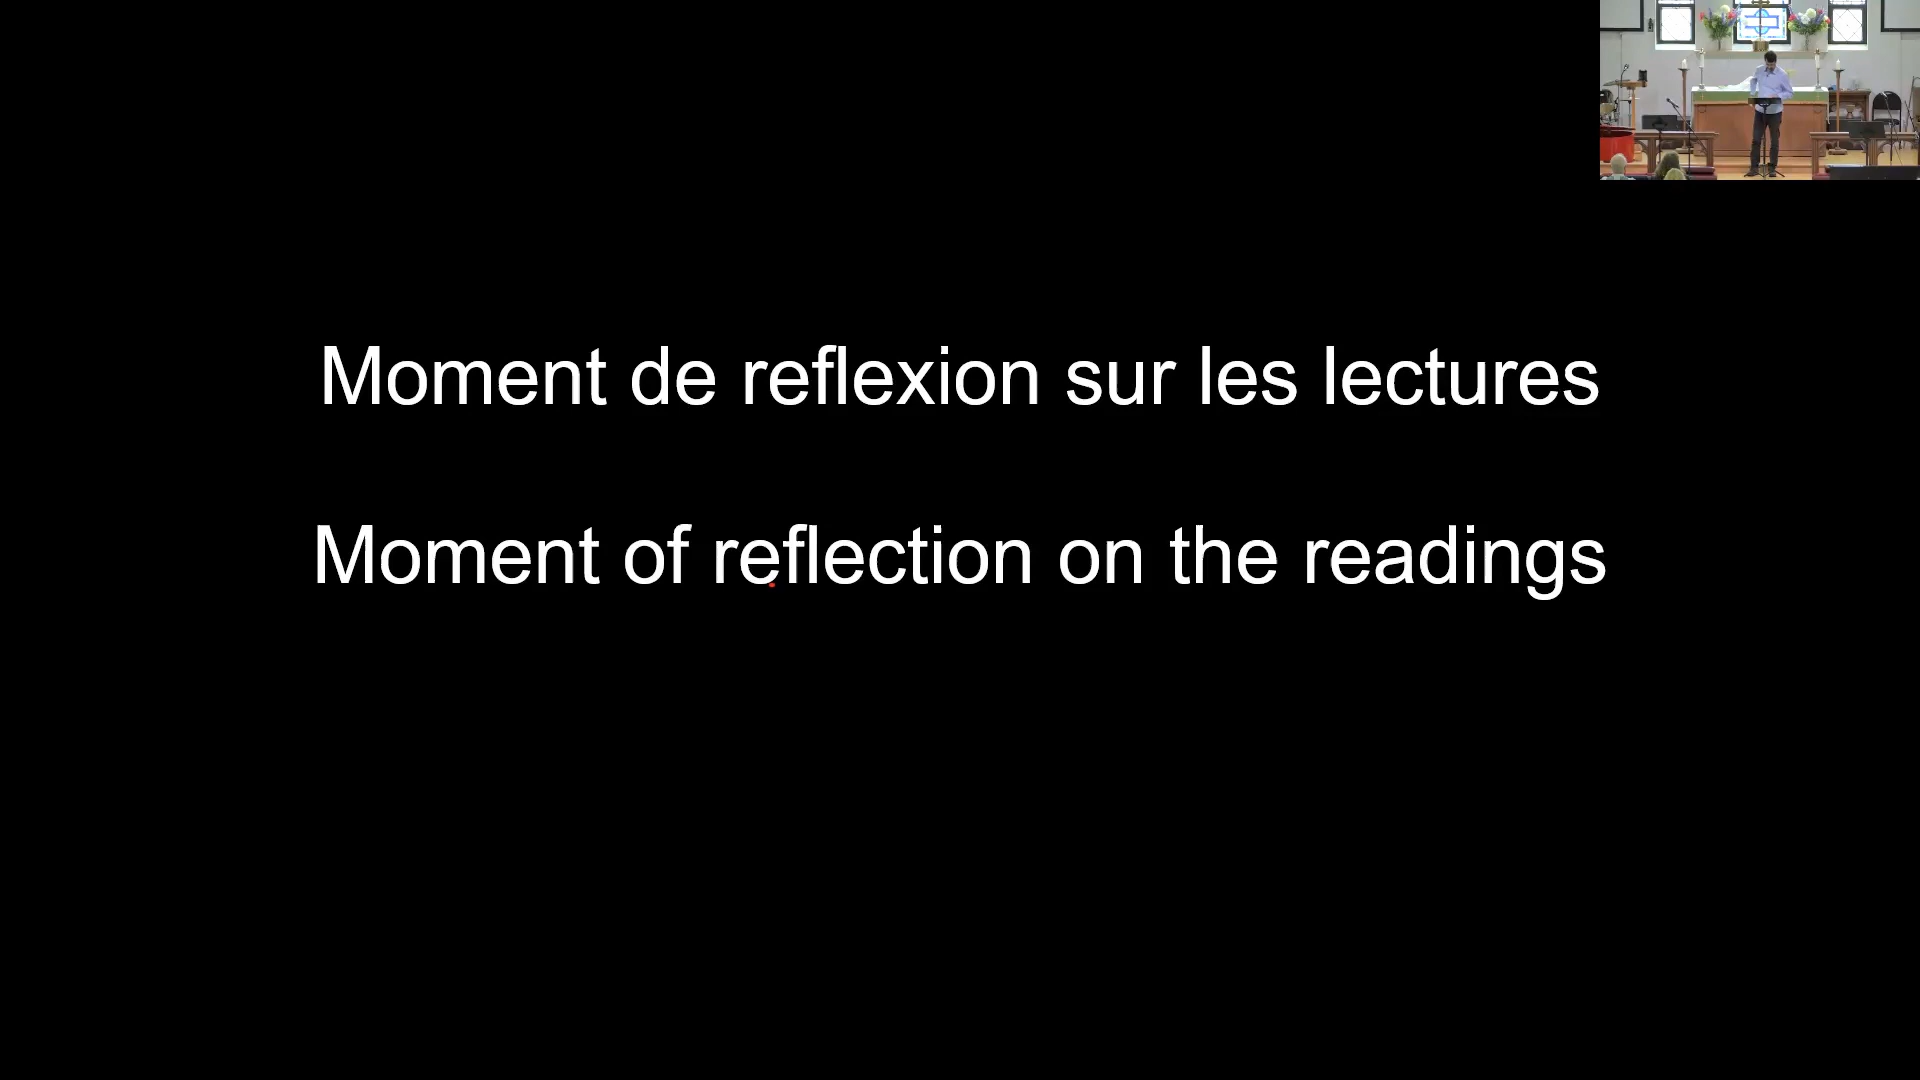 Moment de reflexion sur les lectures
Moment of reflection on the readings